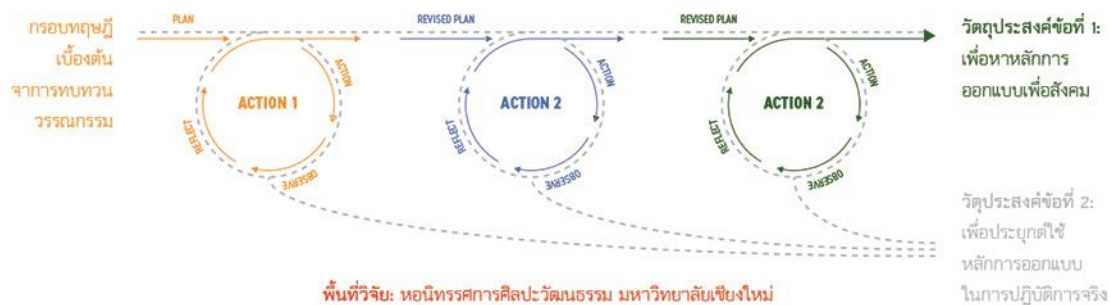 กรอบทฤษฎี
เบื้องต้น
จาการทบทวน
วรรณกรรม
PLAN
ACTION
ACTION 1
REFLECT
OBSERVE
REVISED PLAN
ACTION
ACTION 2
REFLECT
OBSERVE
REVISED PLAN
ACTION
ACTION 2
REFLECT
OBSERVE
วัตถุประสงค์ข้อที่ 1:
เพื่อหาหลักการ
ออกแบบเพื่อสังคม
วัตุประสงค์ข้อที่ 2:
เพื่อประยุกต์ใช้
หลักการออกแบบ
ในการปฏิบัติการจริง
พื้นที่วิจัย: หอนิทรรศการศิลปะวัฒนธรรม มหาวิทยาลัยเชียงใหม่